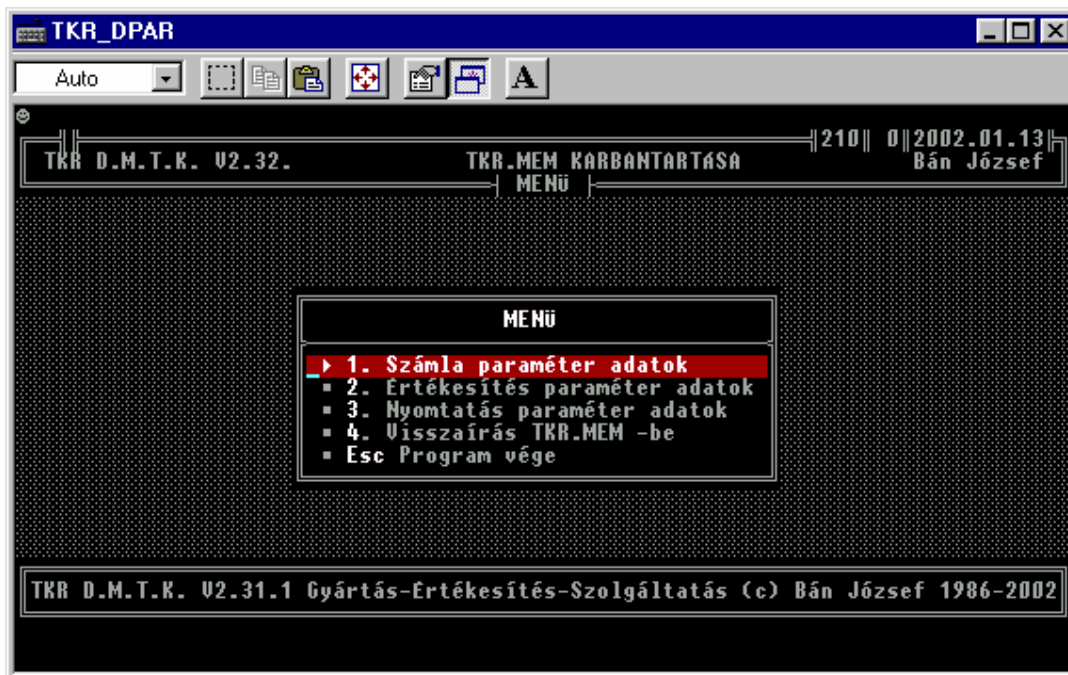 TKR_DPAR
Auto
A
210 0 2002.01.13
TKR D.M.T.K. V2.32. TKR.MEM KARBANTARTáSA Bán József
MENü
MENü
1. Számla paraméter adatok
2. Értékesítés paraméter adatok
3. Nyomtatás paraméter adatok
4. Visszaírás TKR.MEM -be
Esc Program vége
TKR D.M.T.K. V2.31.1 Gyártás-Értékesítés-Szolgáltatás (c) Bán József 1986-2002